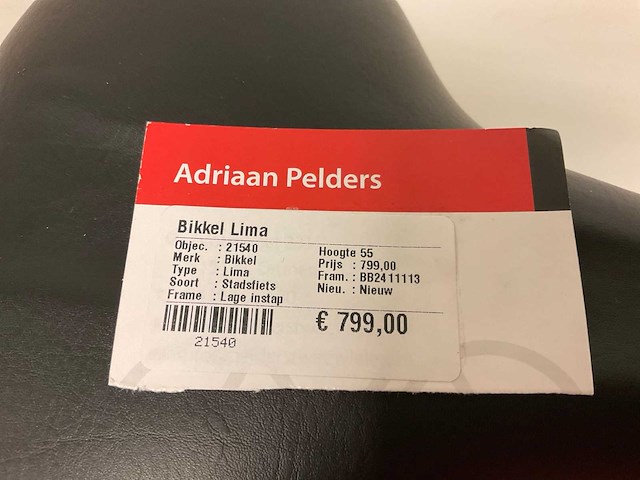 Adriaan Pelders
Bikkel Lima
Objec. : 21540
Merk : Bikkel
Type : Lima
Soort : Stadsfiets
Frame : Lage instap
Hoogte 55
Prijs : 799,00
Fram. : BB2411113
Nieu. : Nieuw
€ 799,00
21540